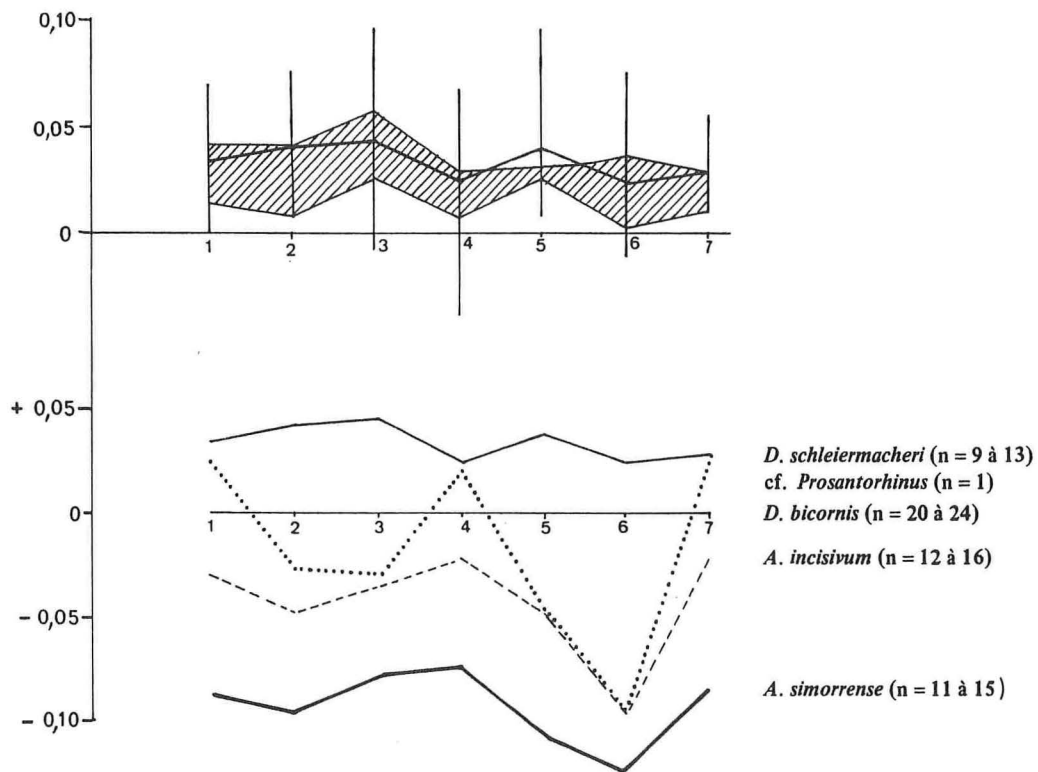 0,10
0,05
0
1 2 3 4 5 6 7
+ 0,05
D. schleiermacheri (n = 9 à 13)
cf. Prosantorhinus (n = 1)
0
D. bicornis (n = 20 à 24)
1 2 3 4 5 6 7
A. incisivum (n = 12 à 16)
– 0,05
A. simorrense (n = 11 à 15)
– 0,10